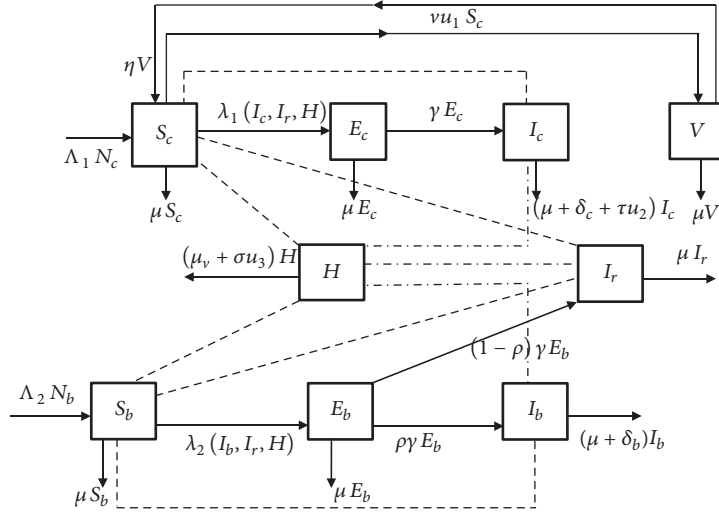 νu₁ S_c
ηV
λ₁ (I_c, I_r, H)
γ E_c
Λ₁ N_c
S_c
E_c
I_c
V
μ S_c
μ E_c
(μ + δ_c + τu₂) I_c
μV
(μ_v + σu₃) H
H
I_r
μ I_r
(1 − ρ) γ E_b
Λ₂ N_b
S_b
E_b
I_b
λ₂ (I_b, I_r, H)
ργ E_b
(μ + δ_b)I_b
μ S_b
μ E_b